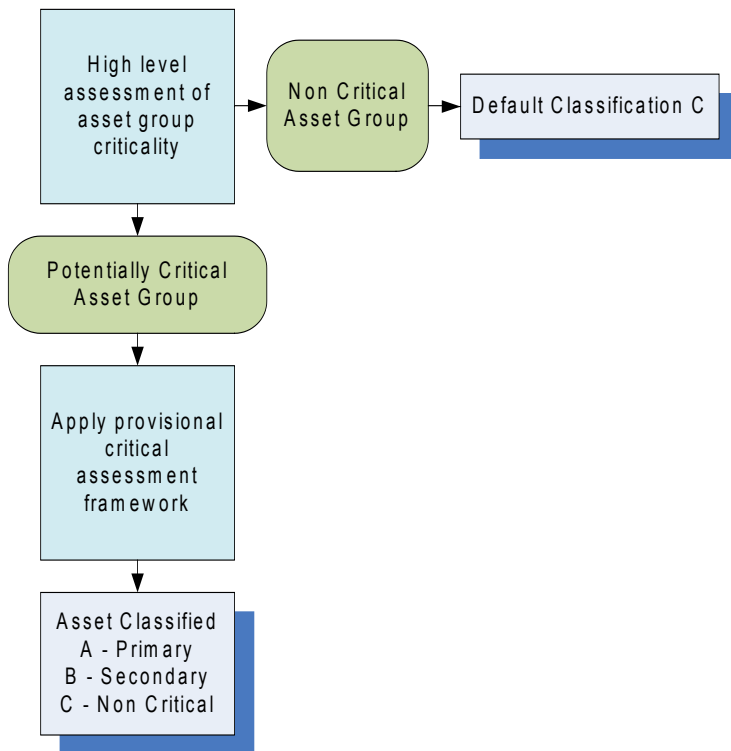 High level
assessment of
asset group
criticality
Non Critical
Asset Group
Default Classification C
Potentially Critical
Asset Group
Apply provisional
critical
assessment
framework
Asset Classified
A - Primary
B - Secondary
C - Non Critical